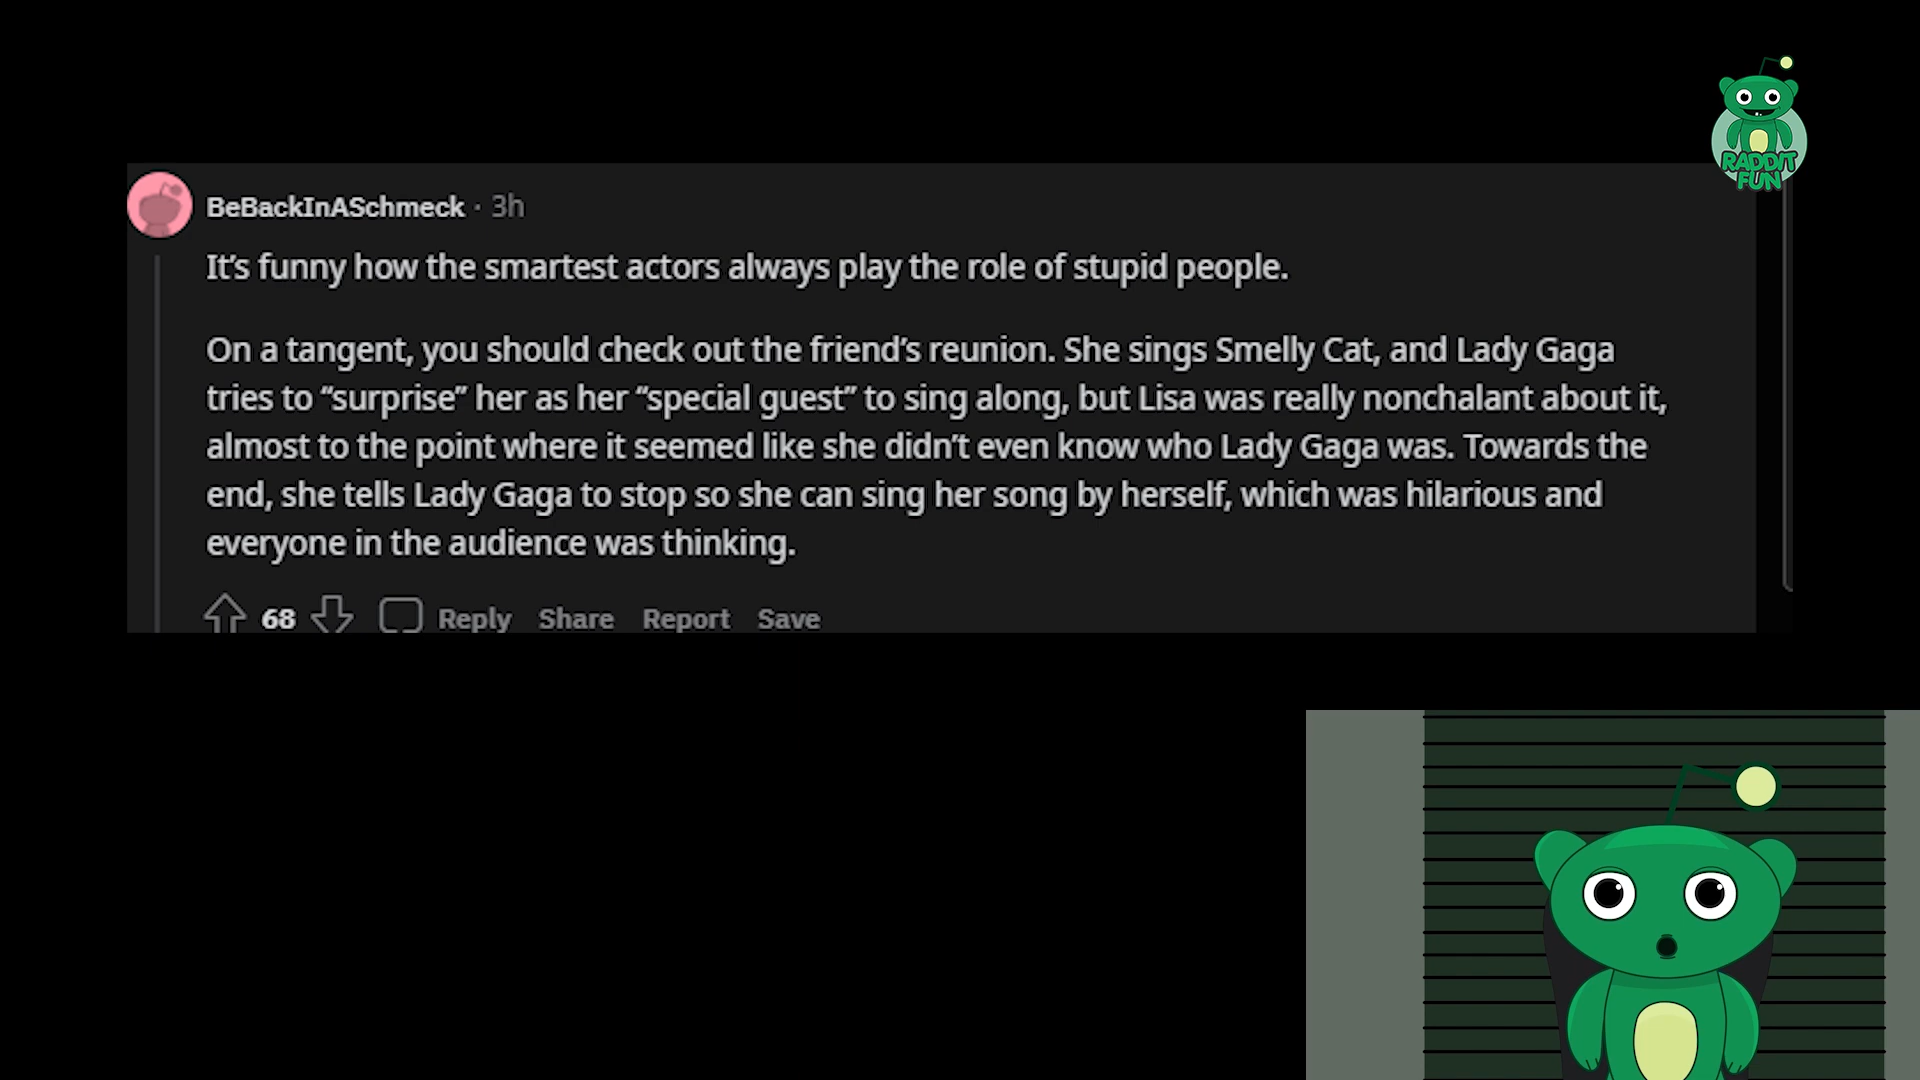 RADDIT
FUN
BeBackInASchmeck · 3h
It’s funny how the smartest actors always play the role of stupid people.
On a tangent, you should check out the friend’s reunion. She sings Smelly Cat, and Lady Gaga
tries to “surprise” her as her “special guest” to sing along, but Lisa was really nonchalant about it,
almost to the point where it seemed like she didn’t even know who Lady Gaga was. Towards the
end, she tells Lady Gaga to stop so she can sing her song by herself, which was hilarious and
everyone in the audience was thinking.
68 Reply Share Report Save